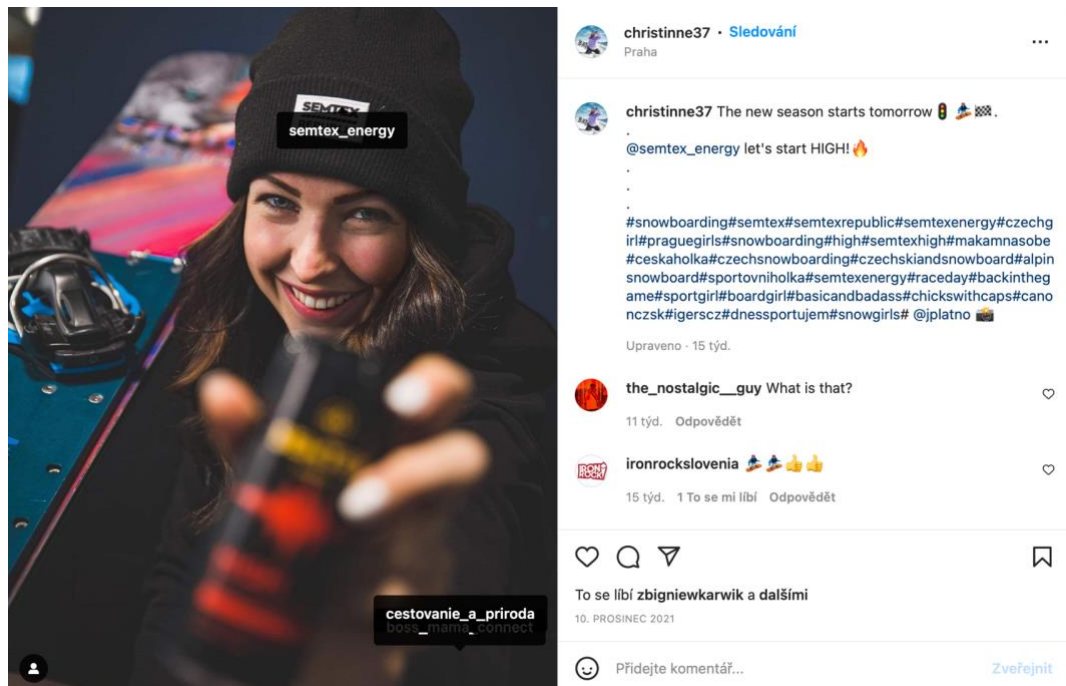 SEMTEX
semtex_energy
cestovanie_a_priroda
boss_mama_connect
christinne37 • Sledování
Praha
christinne37 The new season starts tomorrow 🚦 🏂 🏁.
.
@semtex_energy let's start HIGH! 🔥
.
.
.
#snowboarding#semtex#semtexrepublic#semtexenergy#czechg
irl#praguegirls#snowboarding#high#semtexhigh#makamnasobe
#ceskaholka#czechsnowboarding#czechskiandsnowboard#alpin
snowboard#sportovniholka#semtexenergy#raceday#backintheg
ame#sportgirl#boardgirl#basicandbadass#chickswithcaps#cano
nczsk#igerscz#dnessportujem#snowgirls# @jplatno 📸
Upraveno · 15 týd.
the_nostalgic__guy What is that?
11 týd. Odpovědět
IRON ROCK!
ironrockslovenia 🏂 🏂 👍 👍
15 týd. 1 To se mi líbí Odpovědět
To se líbí zbigniewkarwik a dalšími
10. PROSINEC 2021
Přidejte komentář...
Zveřejnit